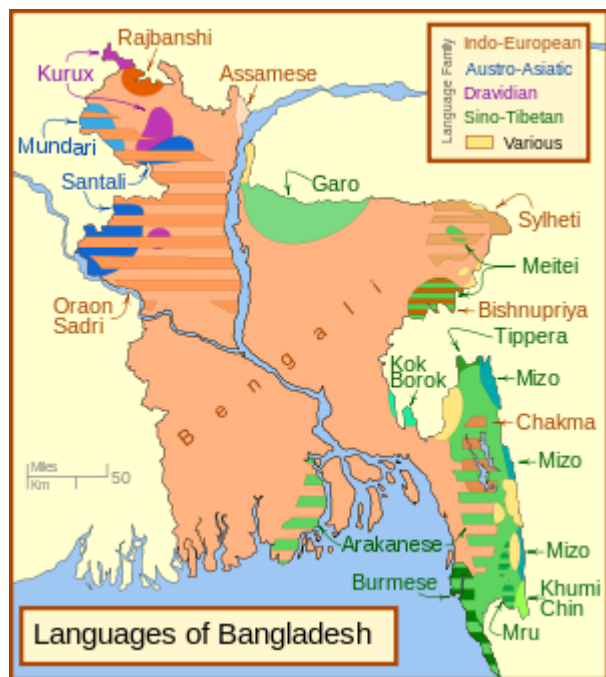 Rajbanshi
Kurux
Assamese
Language Family
Indo-European
Austro-Asiatic
Dravidian
Sino-Tibetan
Various
Mundari
Santali
Garo
Sylheti
Meitei
Oraon
Sadri
Bishnupriya
Tippera
Bengali
Kok
Borok
Mizo
Chakma
Mizo
Miles
Km
50
Arakanese
Mizo
Burmese
Khumi
Chin
Mru
Languages of Bangladesh